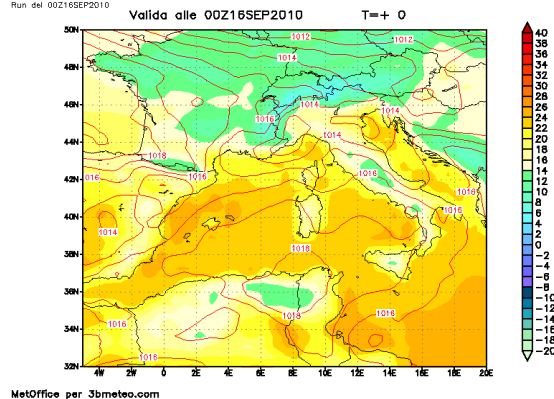 Run del 00Z16SEP2010
Valida alle 00Z16SEP2010 T=+ 0
50N
48N
46N
44N
42N
40N
38N
36N
34N
32N
4W 2W 0 2E 4E 6E 8E 10E 12E 14E 16E 18E 20E
1012 1012
1014
1014 1014
1016
1014
1018
1016 1016 1016
1016
1014
1018
1018
1016 1016
1018
40
38
36
34
32
30
28
26
24
22
20
18
16
14
12
10
8
6
4
2
0
-2
-4
-6
-8
-10
-12
-14
-16
-18
-20
MetOffice per 3bmeteo.com